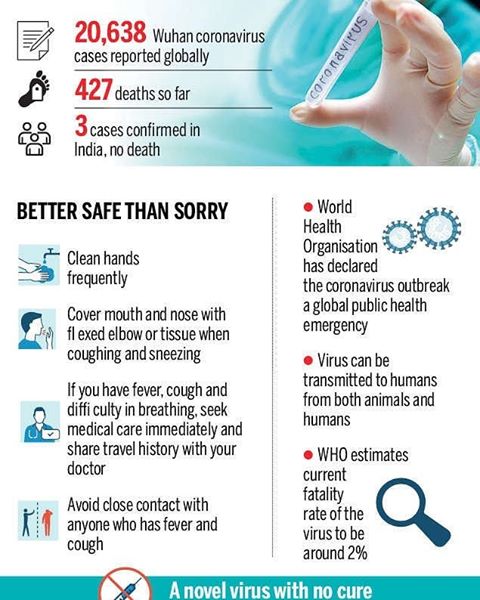 20,638 Wuhan coronavirus
cases reported globally
427 deaths so far
3 cases confirmed in
India, no death
coronavirus
BETTER SAFE THAN SORRY
Clean hands
frequently
Cover mouth and nose with
fl exed elbow or tissue when
coughing and sneezing
If you have fever, cough and
diffi culty in breathing, seek
medical care immediately and
share travel history with your
doctor
Avoid close contact with
anyone who has fever and
cough
● World
Health
Organisation
has declared
the coronavirus outbreak
a global public health
emergency
● Virus can be
transmitted to humans
from both animals and
humans
● WHO estimates
current
fatality
rate of the
virus to be
around 2%
A novel virus with no cure